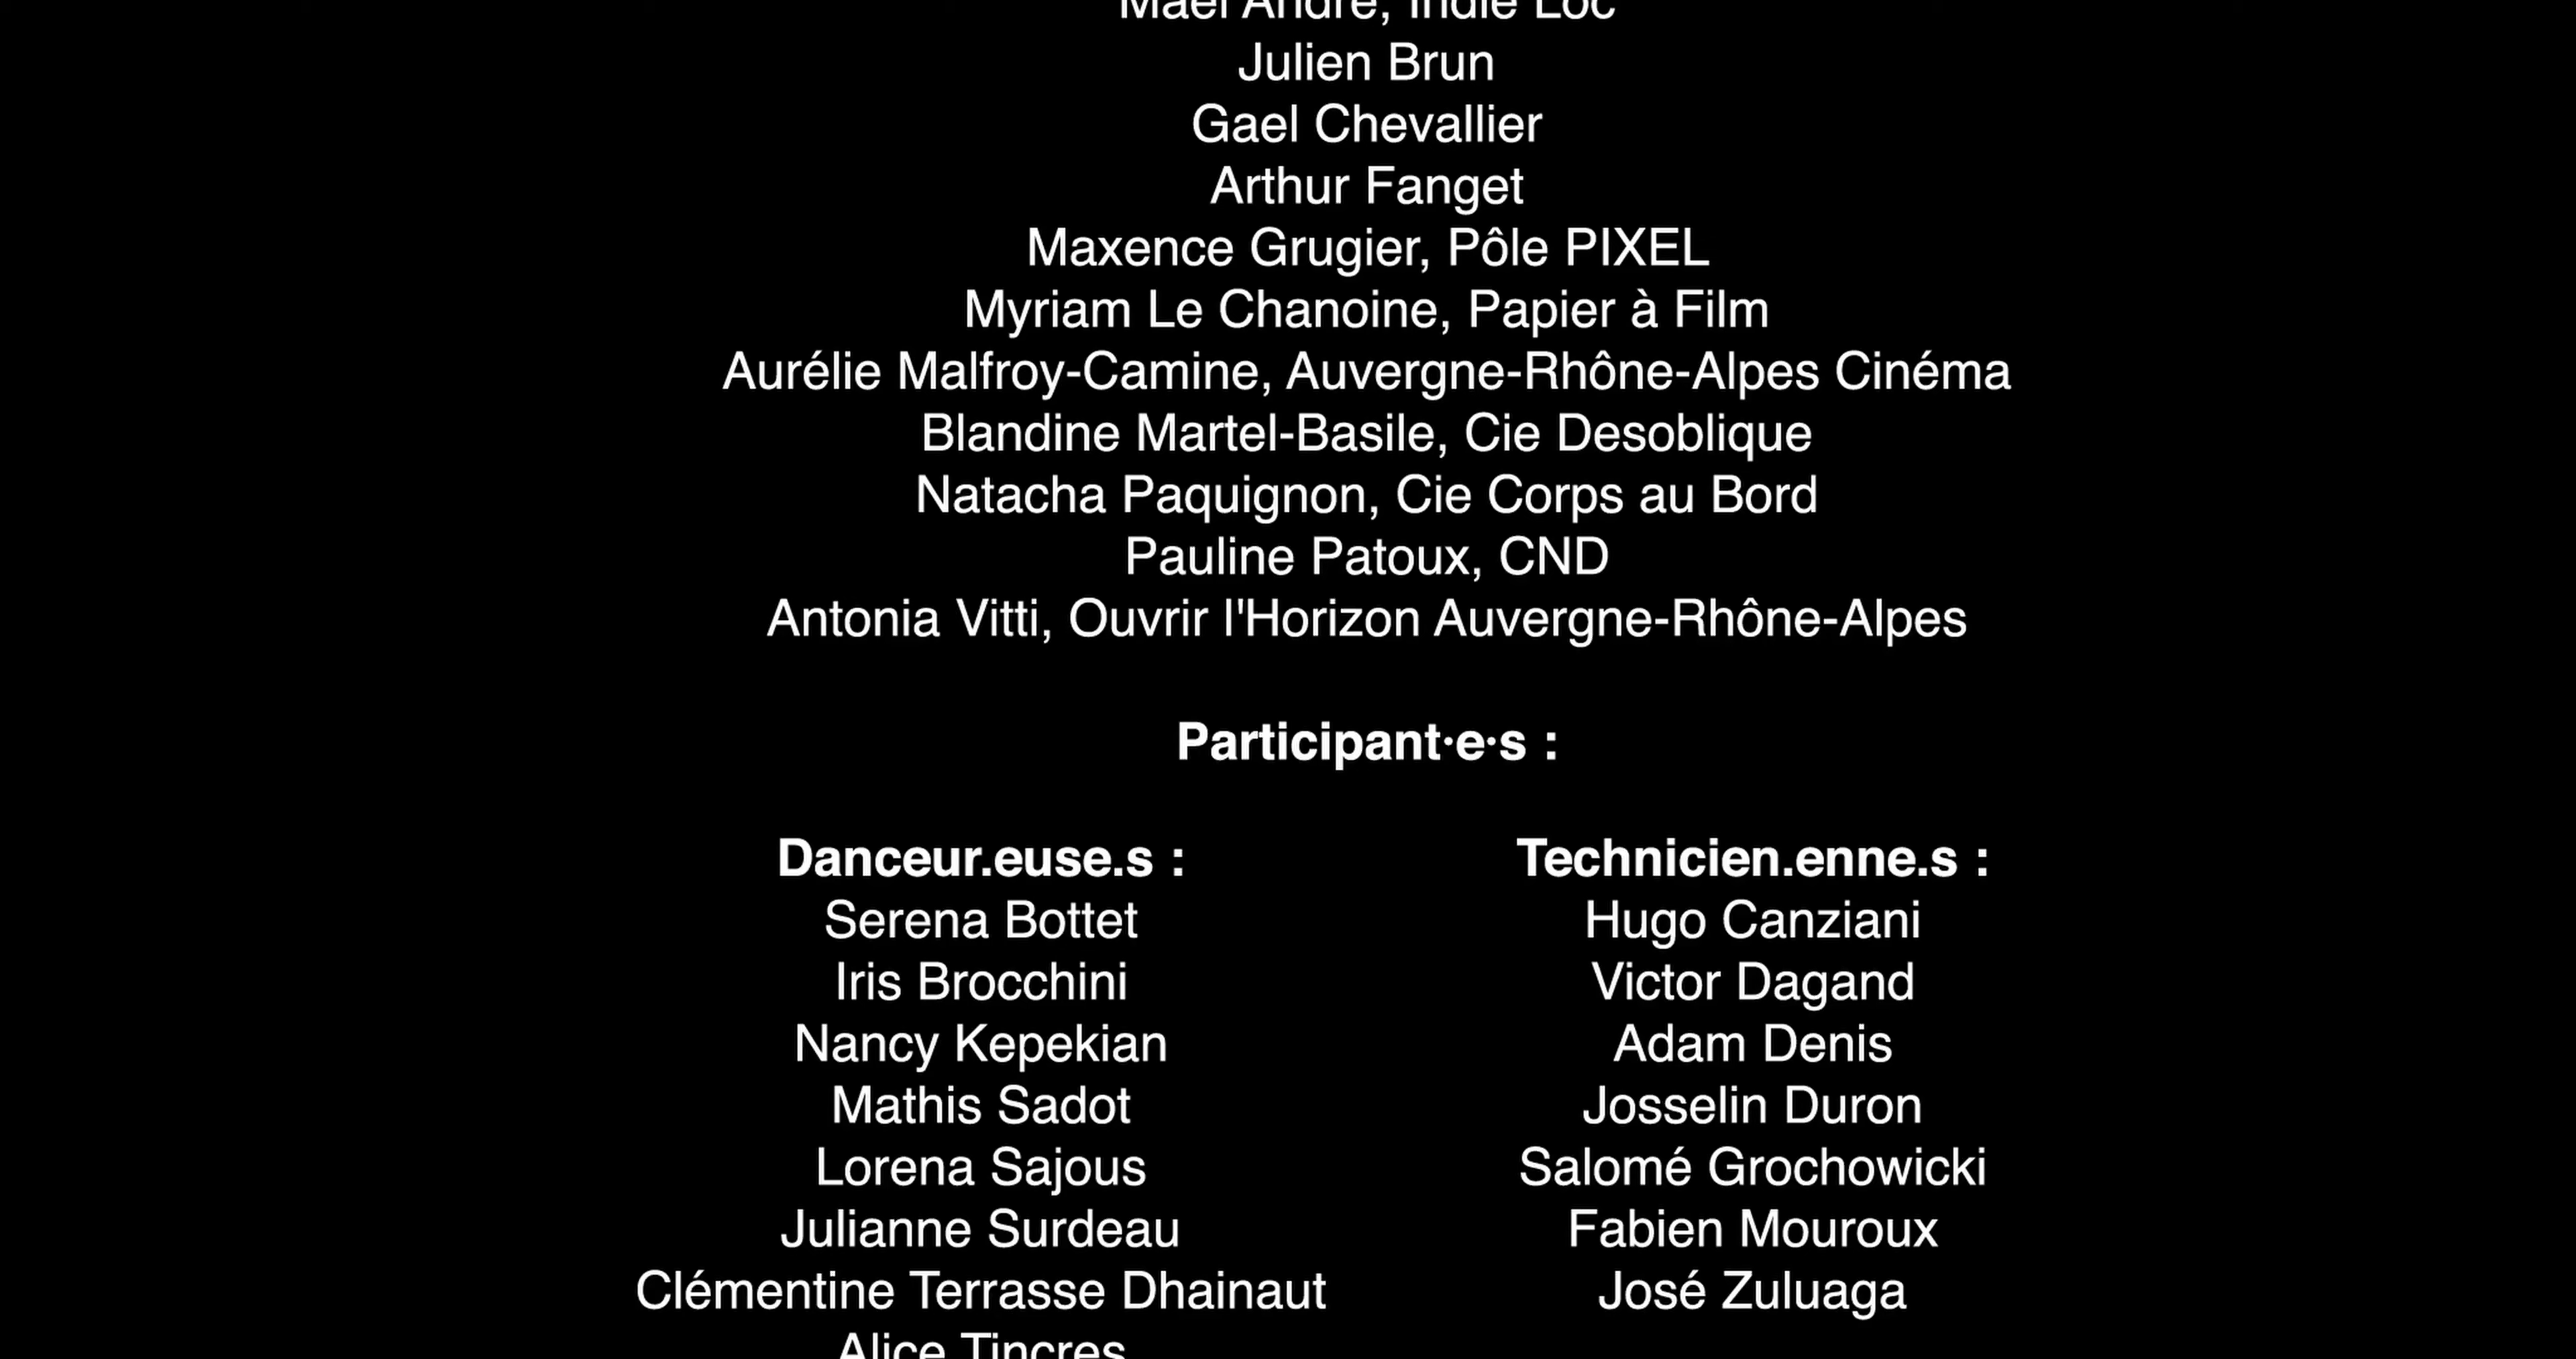 Mael André, Indie Loc
Julien Brun
Gael Chevallier
Arthur Fanget
Maxence Grugier, Pôle PIXEL
Myriam Le Chanoine, Papier à Film
Aurélie Malfroy-Camine, Auvergne-Rhône-Alpes Cinéma
Blandine Martel-Basile, Cie Desoblique
Natacha Paquignon, Cie Corps au Bord
Pauline Patoux, CND
Antonia Vitti, Ouvrir l'Horizon Auvergne-Rhône-Alpes
Participant·e·s :
Danceur.euse.s :
Serena Bottet
Iris Brocchini
Nancy Kepekian
Mathis Sadot
Lorena Sajous
Julianne Surdeau
Clémentine Terrasse Dhainaut
Alice Tincres
Technicien.enne.s :
Hugo Canziani
Victor Dagand
Adam Denis
Josselin Duron
Salomé Grochowicki
Fabien Mouroux
José Zuluaga